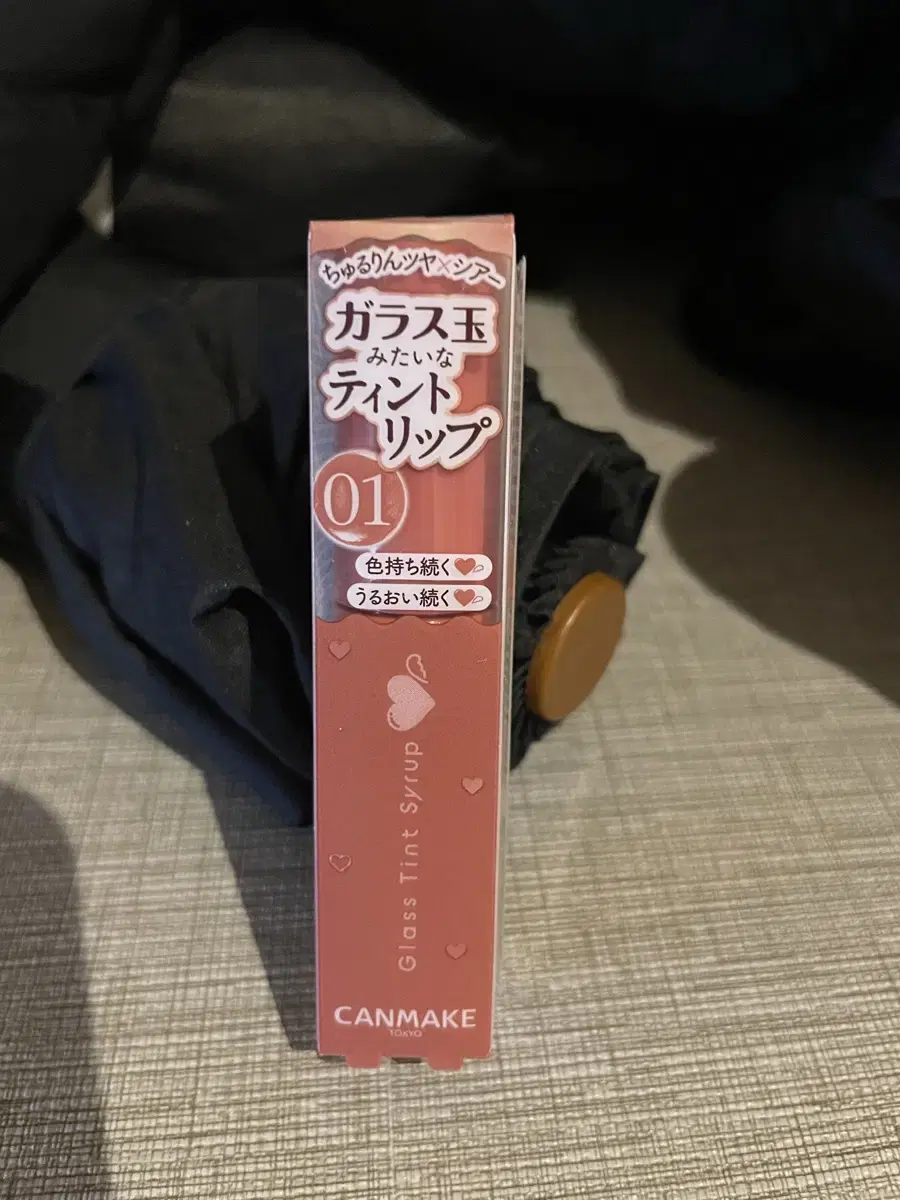 ちゅるりんツヤ×シアー
ガラス玉
みたいな
ティント
リップ
01
色持ち続く
うるおい続く
Glass Tint Syrup
CANMAKE
TOKYO